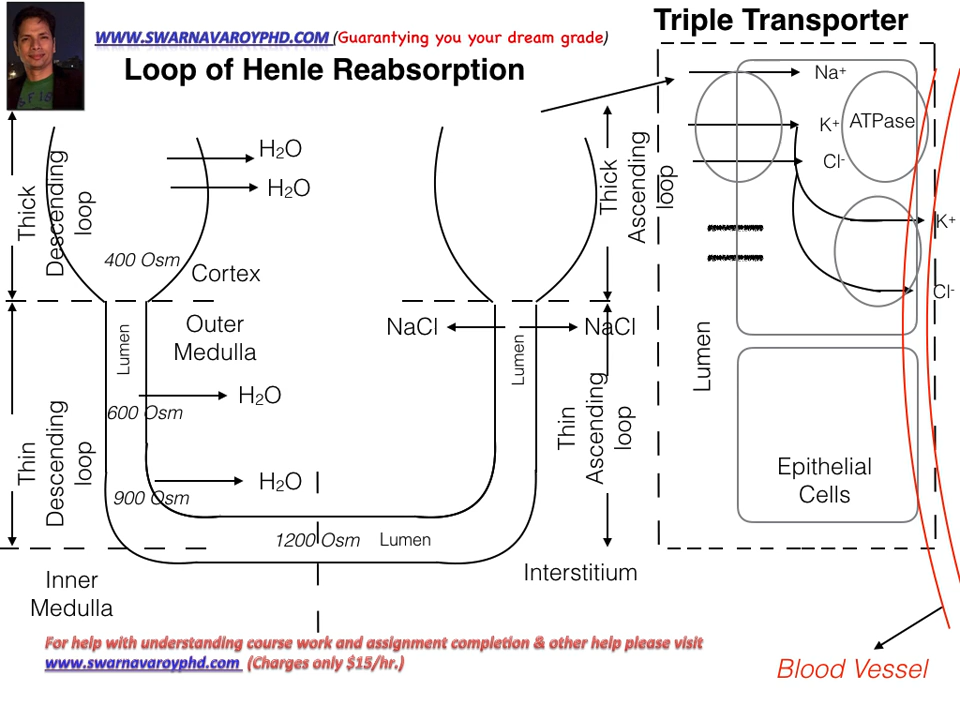 Triple Transporter
WWW.SWARNAVAROYPHD.COM (Guarantying you your dream grade)
Loop of Henle Reabsorption
GF18
Thick
Descending
loop
H2O
H2O
400 Osm
Cortex
Outer
Medulla
Lumen
600 Osm
H2O
Thin
Descending
loop
900 Osm
H2O
1200 Osm
Lumen
Inner
Medulla
NaCl
NaCl
Lumen
Thick
Ascending
loop
Thin
Ascending
loop
Interstitium
Na+
K+
ATPase
Cl-
K+
Cl-
Lumen
Epithelial
Cells
Blood Vessel
For help with understanding course work and assignment completion & other help please visit
www.swarnavaroyphd.com (Charges only $15/hr.)